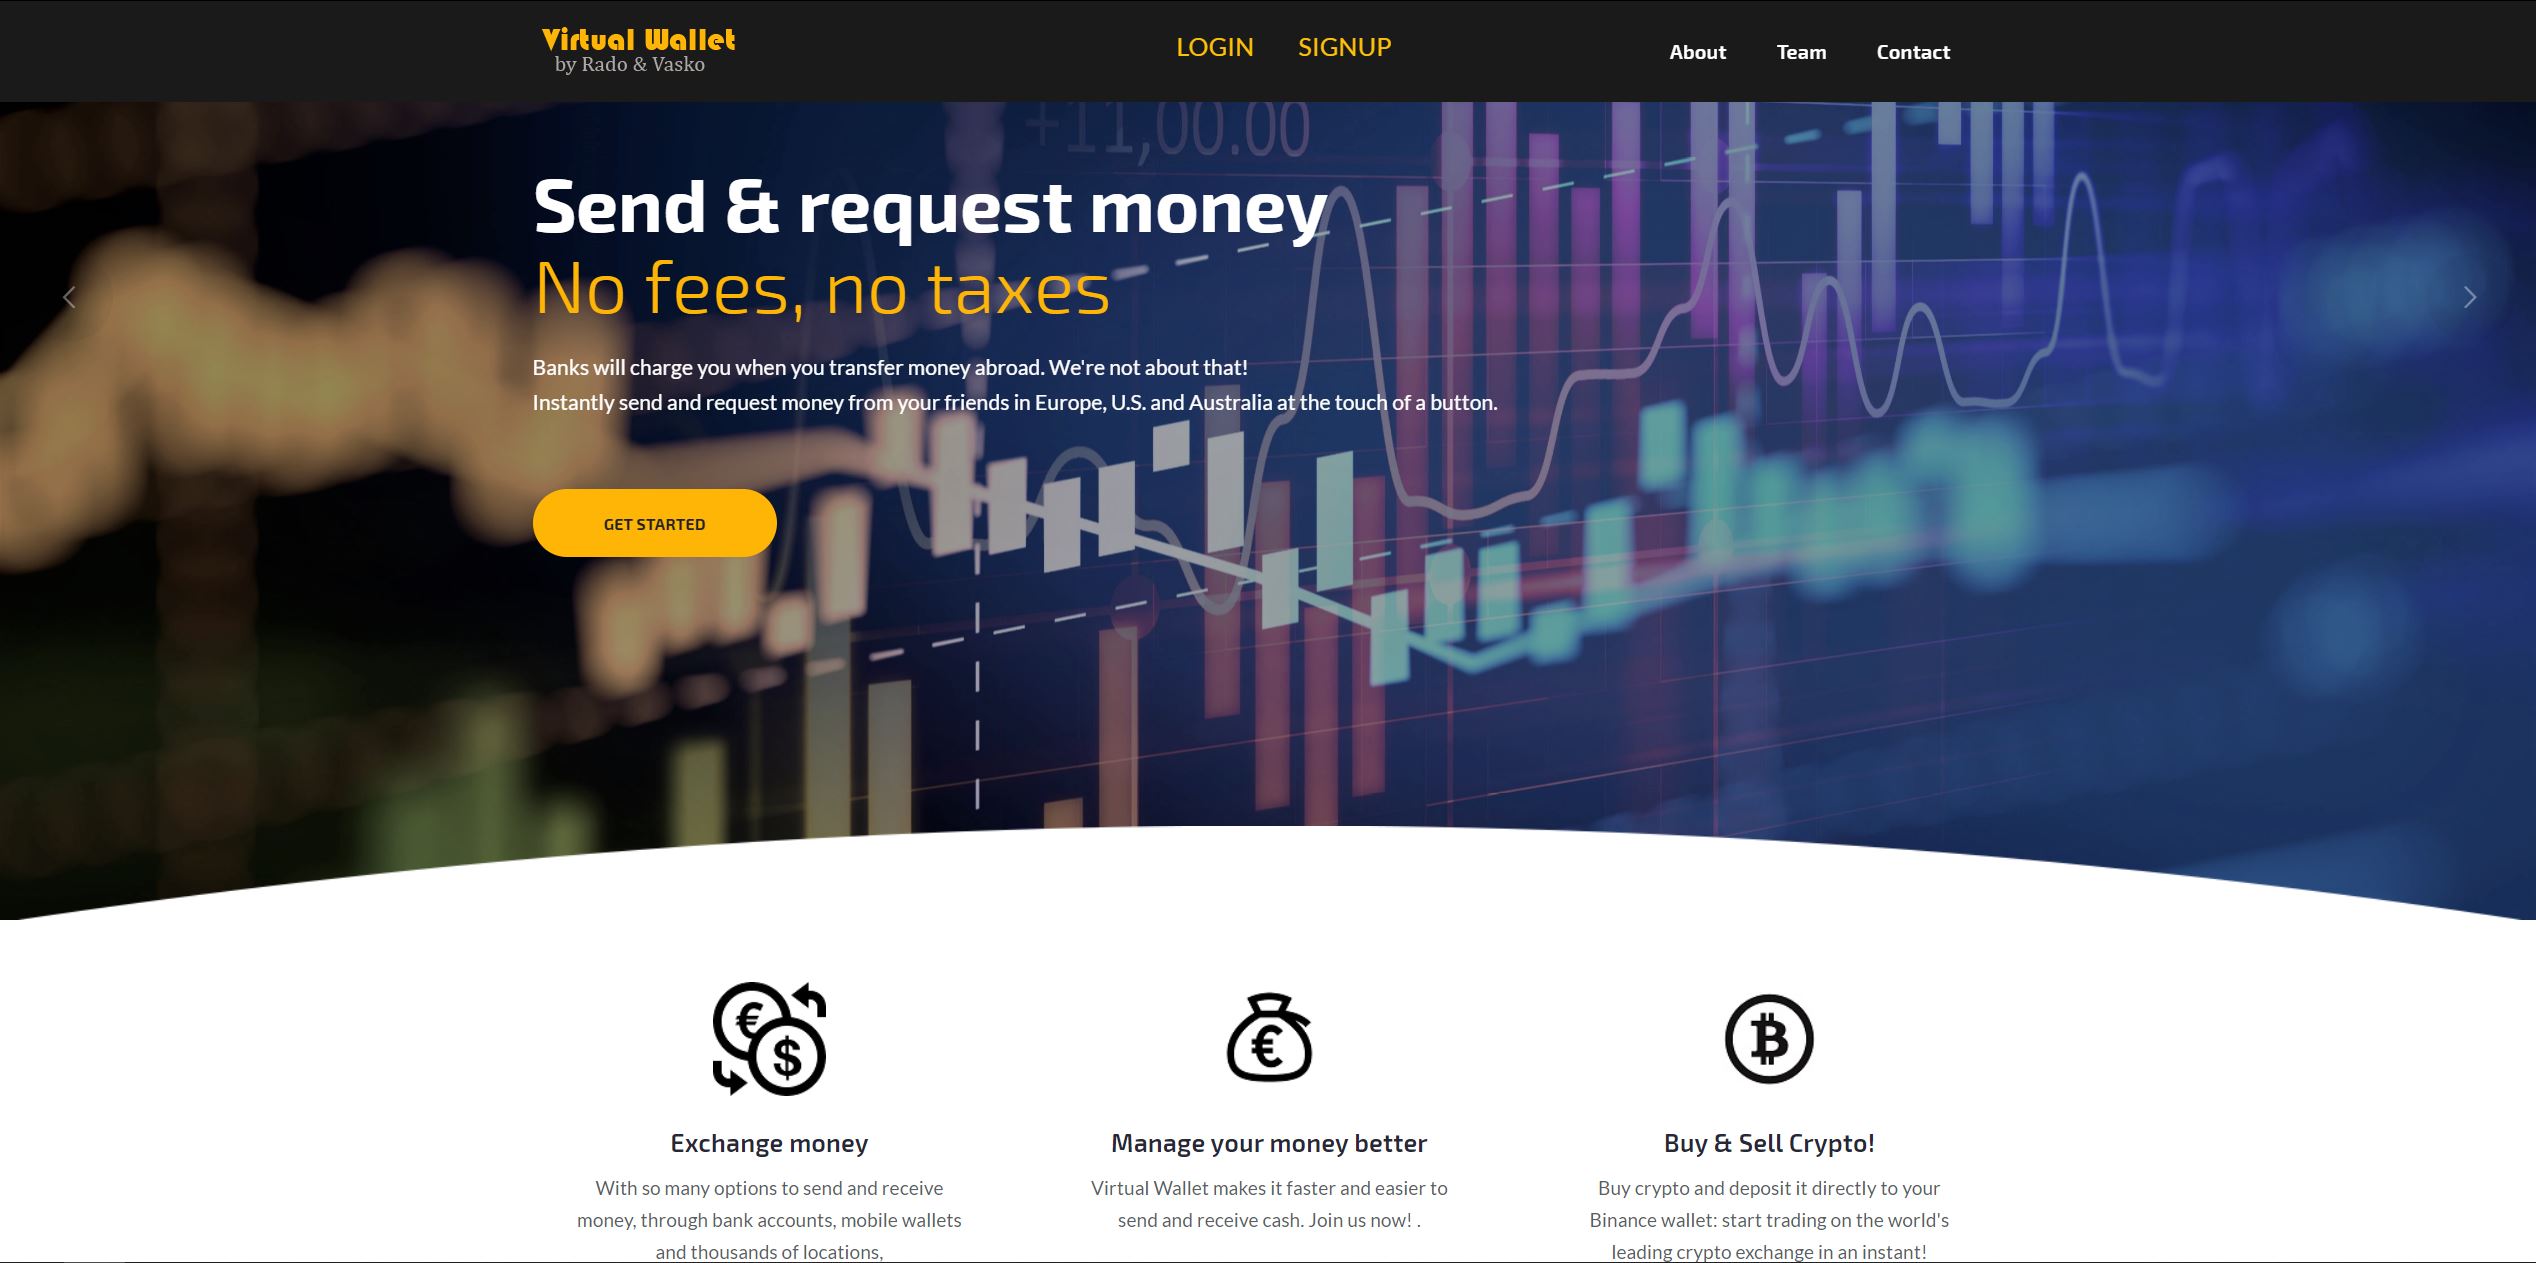 Virtual Wallet
by Rado & Vasko
LOGIN
SIGNUP
About
Team
Contact
+11,00.00
Send & request money
No fees, no taxes
Banks will charge you when you transfer money abroad. We're not about that!
Instantly send and request money from your friends in Europe, U.S. and Australia at the touch of a button.
GET STARTED
Exchange money
With so many options to send and receive
money, through bank accounts, mobile wallets
and thousands of locations,
Manage your money better
Virtual Wallet makes it faster and easier to
send and receive cash. Join us now! .
Buy & Sell Crypto!
Buy crypto and deposit it directly to your
Binance wallet: start trading on the world's
leading crypto exchange in an instant!